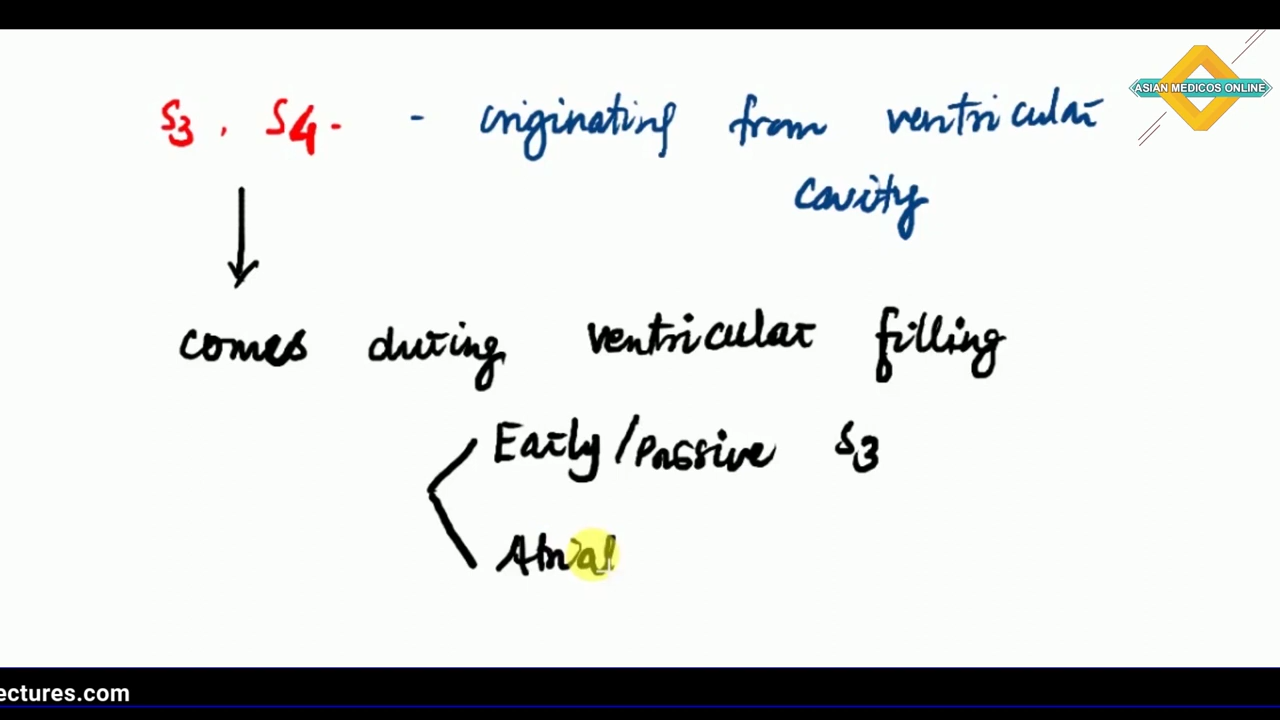 ASIAN MEDICOS ONLINE
S3, S4. - originating from ventricular
cavity
comes during ventricular filling
Early/Passive S3
Atrial
ectures.com